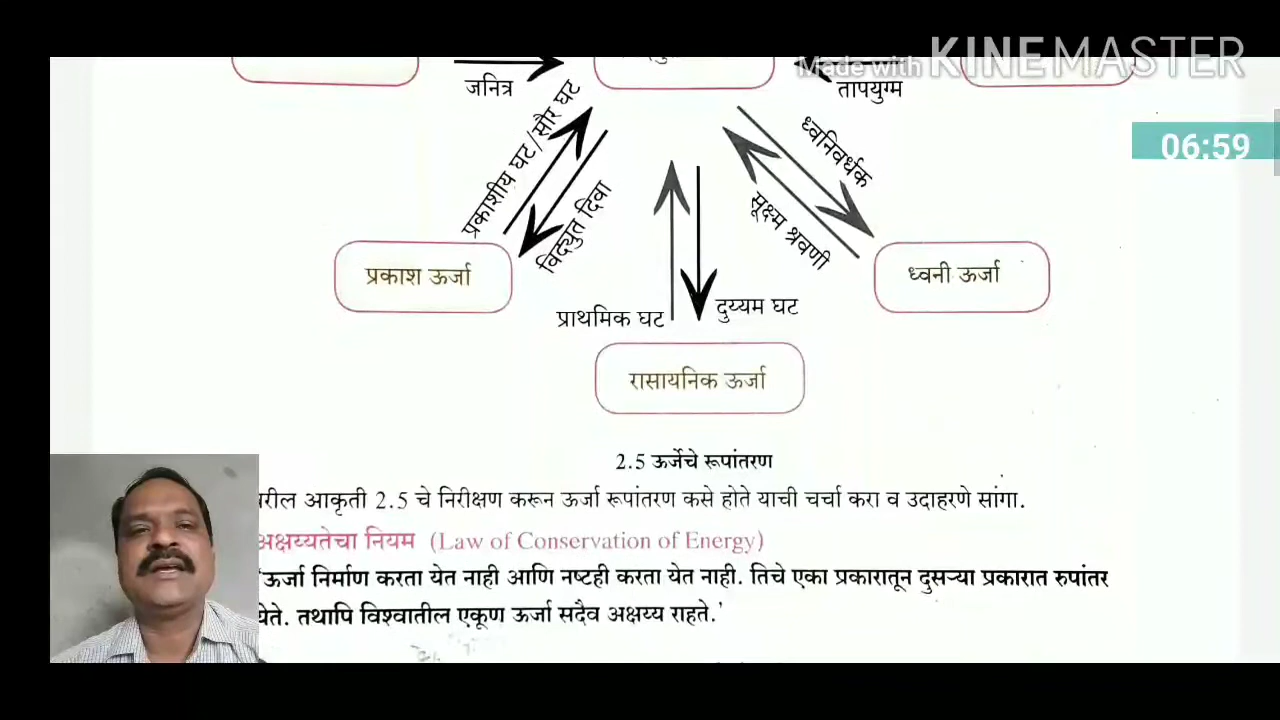 Made with KINEMASTER
जनित्र
तापयुग्म
06:59
प्रकाशीय घट/सौर घट
विद्युत दिवा
ध्वनिवर्धक
सूक्ष्म श्रवणी
प्रकाश ऊर्जा
ध्वनी ऊर्जा
प्राथमिक घट
दुय्यम घट
रासायनिक ऊर्जा
2.5 ऊर्जेचे रूपांतरण
आकृती 2.5 चे निरीक्षण करून ऊर्जा रूपांतरण कसे होते याची चर्चा करा व उदाहरणे सांगा.
अक्षय्यतेचा नियम (Law of Conservation of Energy)
'ऊर्जा निर्माण करता येत नाही आणि नष्टही करता येत नाही. तिचे एका प्रकारातून दुसऱ्या प्रकारात रुपांतर
येते. तथापि विश्वातील एकूण ऊर्जा सदैव अक्षय्य राहते.'